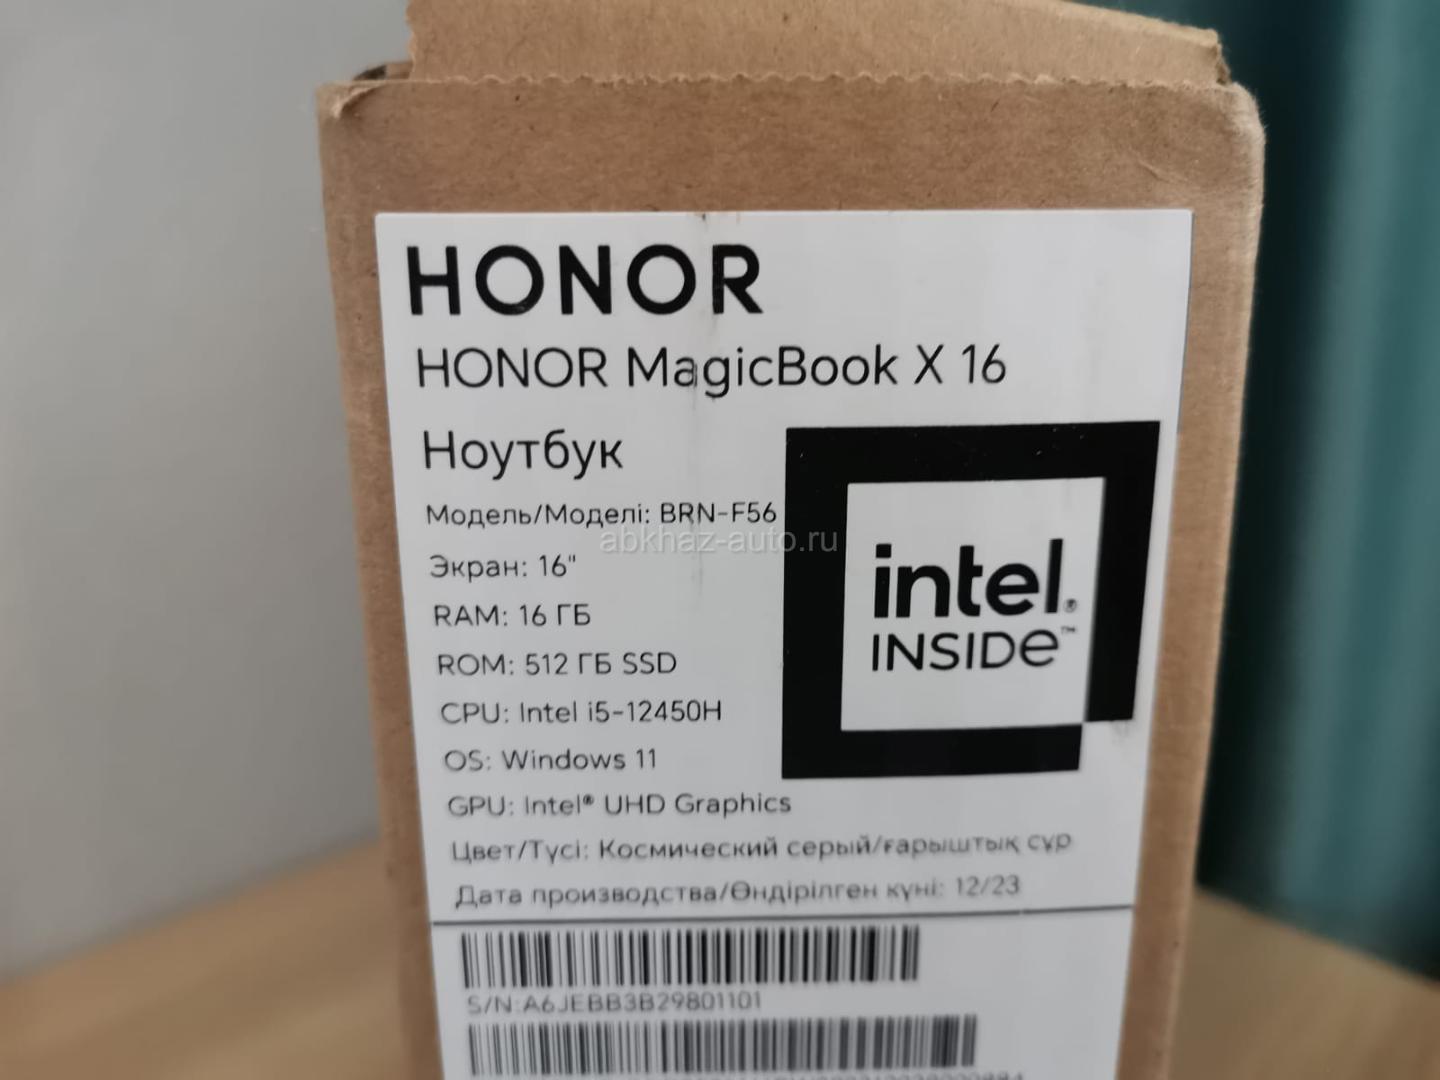 HONOR
HONOR MagicBook X 16
Ноутбук
Модель/Моделі: BRN-F56
abkhaz-auto.ru
Экран: 16"
RAM: 16 ГБ
ROM: 512 ГБ SSD
CPU: Intel i5-12450H
OS: Windows 11
GPU: Intel® UHD Graphics
Цвет/Түсі: Космический серый/ғарыштық сұр
Дата производства/Өндірілген күні: 12/23
intel®
INSIDe™
S/N:A6JEBB3B29801101